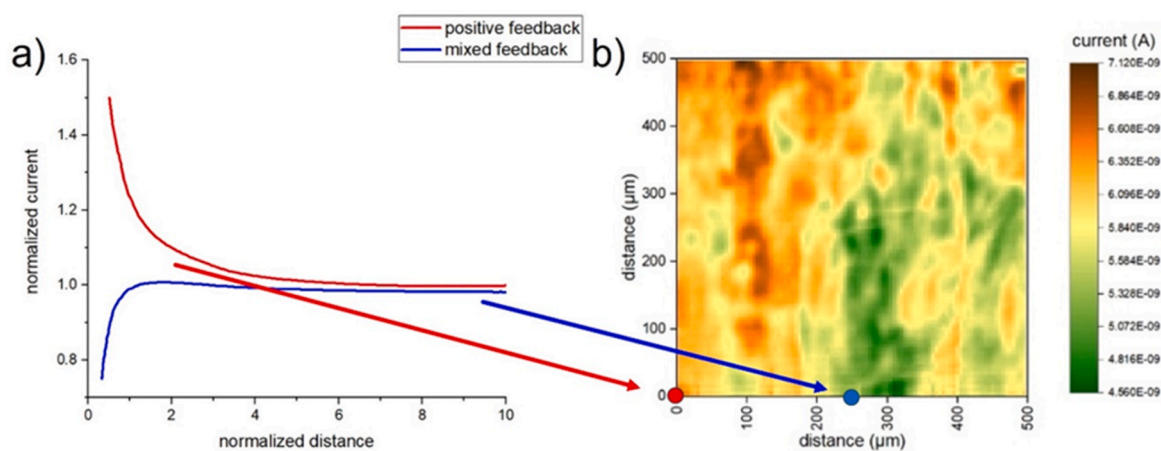 a)
positive feedback
mixed feedback
normalized current
1.6
1.4
1.2
1.0
0.8
0
2
4
6
8
10
normalized distance
b)
distance (µm)
500
400
300
200
100
0
0
100
200
300
400
500
distance (µm)
current (A)
7.120E-09
6.864E-09
6.608E-09
6.352E-09
6.096E-09
5.840E-09
5.584E-09
5.328E-09
5.072E-09
4.816E-09
4.560E-09